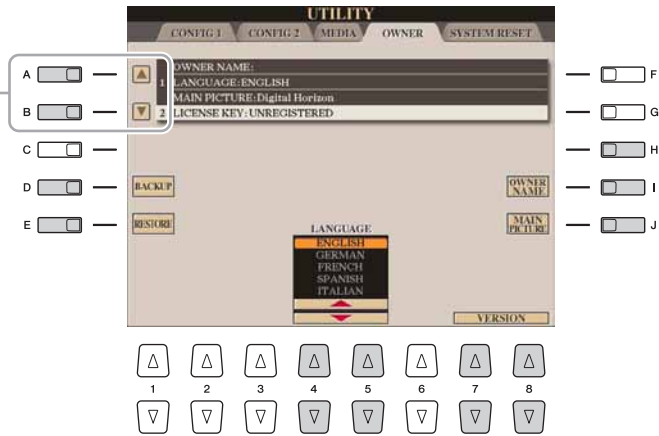 UTILITY
CONFIG 1 CONFIG 2 MEDIA OWNER SYSTEM RESET
OWNER NAME:
1 LANGUAGE:ENGLISH
MAIN PICTURE:Digital Horizon
2 LICENSE KEY:UNREGISTERED
A
B
C
D
E
F
G
H
I
J
BACKUP
RESTORE
OWNER
NAME
MAIN
PICTURE
LANGUAGE
ENGLISH
GERMAN
FRENCH
SPANISH
ITALIAN
VERSION
1 2 3 4 5 6 7 8